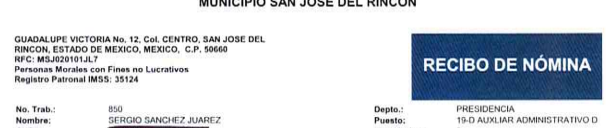 MUNICIPIO SAN JOSE DEL RINCON
GUADALUPE VICTORIA No. 12, Col. CENTRO, SAN JOSE DEL
RINCON, ESTADO DE MEXICO, MEXICO, C.P. 50660
RFC: MSJ020101JL7
Personas Morales con Fines no Lucrativos
Registro Patronal IMSS: 35124
RECIBO DE NÓMINA
No. Trab.: 850
Nombre: SERGIO SANCHEZ JUAREZ
Depto.: PRESIDENCIA
Puesto: 19-D AUXLIAR ADMINISTRATIVO D